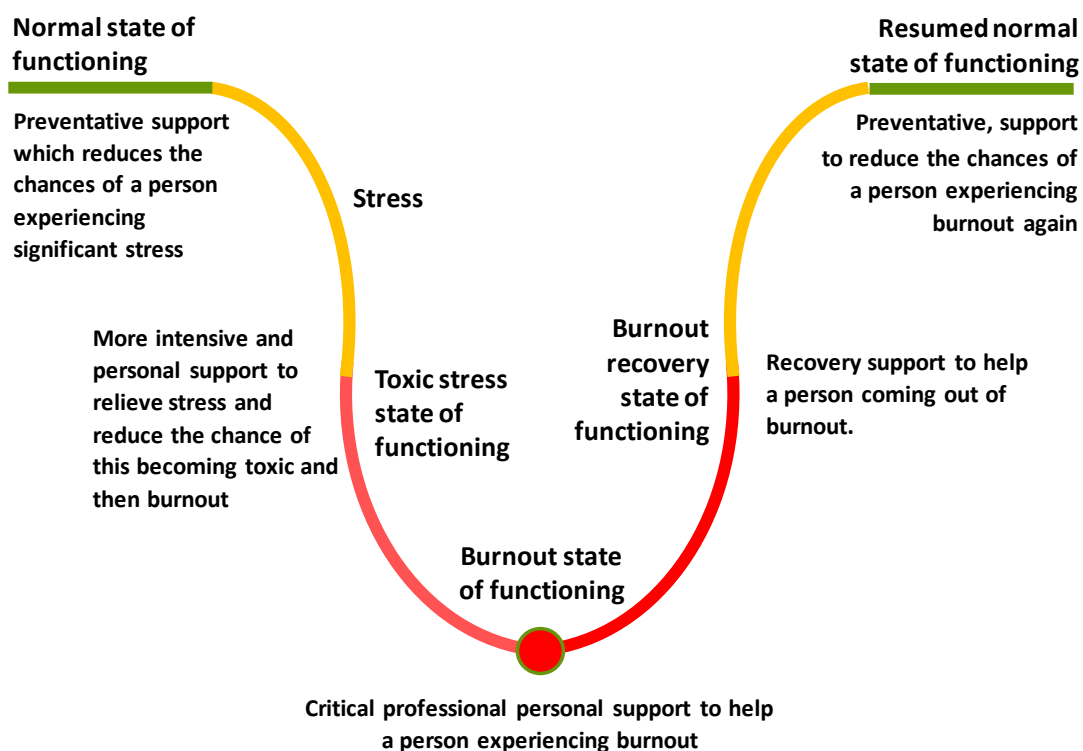 Normal state of
functioning
Preventative support
which reduces the
chances of a person
experiencing
significant stress
Stress
More intensive and
personal support to
relieve stress and
reduce the chance of
this becoming toxic and
then burnout
Toxic stress
state of
functioning
Burnout state
of functioning
Critical professional personal support to help
a person experiencing burnout
Burnout
recovery
state of
functioning
Recovery support to help
a person coming out of
burnout.
Resumed normal
state of functioning
Preventative, support
to reduce the chances of
a person experiencing
burnout again